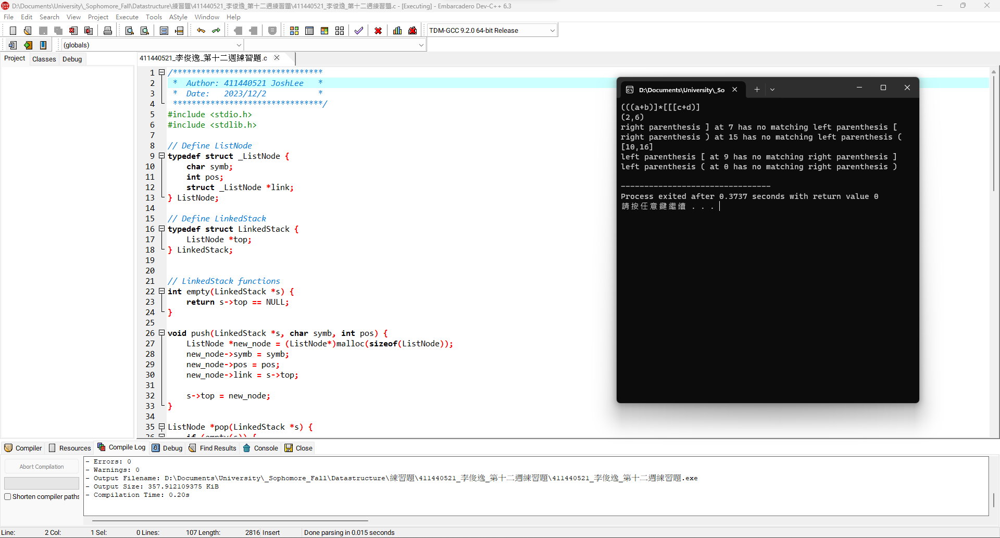 D:\Documents\University\_Sophomore_Fall\Datastructure\練習題\411440521_李俊逸_第十二週練習題\411440521_李俊逸_第十二週練習題.c - [Executing] - Embarcadero Dev-C++ 6.3
File Edit Search View Project Execute Tools AStyle Window Help
TDM-GCC 9.2.0 64-bit Release
(globals)
Project Classes Debug
411440521_李俊逸_第十二週練習題.c
1 /********************************
2 * Author: 411440521 JoshLee *
3 * Date: 2023/12/2 *
4 ********************************/
5 #include <stdio.h>
6 #include <stdlib.h>
7
8 // Define ListNode
9 typedef struct _ListNode {
10 char symb;
11 int pos;
12 struct _ListNode *link;
13 } ListNode;
14
15 // Define LinkedStack
16 typedef struct LinkedStack {
17 ListNode *top;
18 } LinkedStack;
19
20
21 // LinkedStack functions
22 int empty(LinkedStack *s) {
23 return s->top == NULL;
24 }
25
26 void push(LinkedStack *s, char symb, int pos) {
27 ListNode *new_node = (ListNode*)malloc(sizeof(ListNode));
28 new_node->symb = symb;
29 new_node->pos = pos;
30 new_node->link = s->top;
31
32 s->top = new_node;
33 }
34
35 ListNode *pop(LinkedStack *s) {
36 if (empty(s)) {
D:\Documents\University\_So
(((a+b)]*[[[c+d)]
(2,6)
right parenthesis ] at 7 has no matching left parenthesis [
right parenthesis ) at 15 has no matching left parenthesis (
[10,16]
left parenthesis [ at 9 has no matching right parenthesis ]
left parenthesis ( at 0 has no matching right parenthesis )
--------------------------------
Process exited after 0.3737 seconds with return value 0
請按任意鍵繼續 . . .
Compiler Resources Compile Log Debug Find Results Console Close
Abort Compilation
Shorten compiler paths
- Errors: 0
- Warnings: 0
- Output Filename: D:\Documents\University\_Sophomore_Fall\Datastructure\練習題\411440521_李俊逸_第十二週練習題\411440521_李俊逸_第十二週練習題.exe
- Output Size: 357.912109375 KiB
- Compilation Time: 0.20s
Line: 2 Col: 1 Sel: 0 Lines: 107 Length: 2816 Insert Done parsing in 0.015 seconds